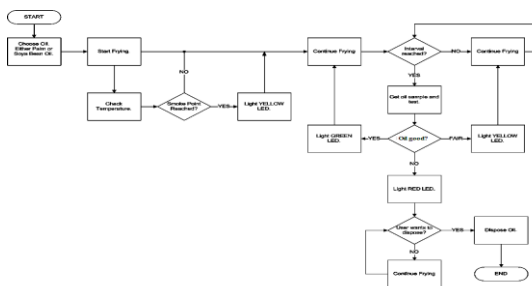 START
Choose Oil.
Either Palm or
Soya Bean Oil.
Start Frying.
Continue Frying
Interval
reached?
NO
Continue Frying
NO
YES
Check
Temperature.
Smoke Point
Reached?
YES
Light YELLOW
LED.
Get oil sample and
test.
Light GREEN
LED.
YES
Oil good?
FAIR
Light YELLOW
LED.
NO
Light RED LED.
User wants to
dispose?
YES
Dispose Oil.
NO
Continue Frying
END